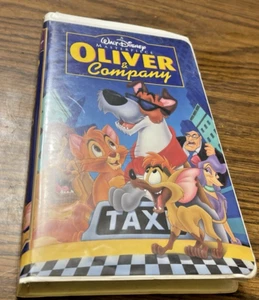 Walt Disney
MASTERPIECE
OLIVER
&
Company
TAXI